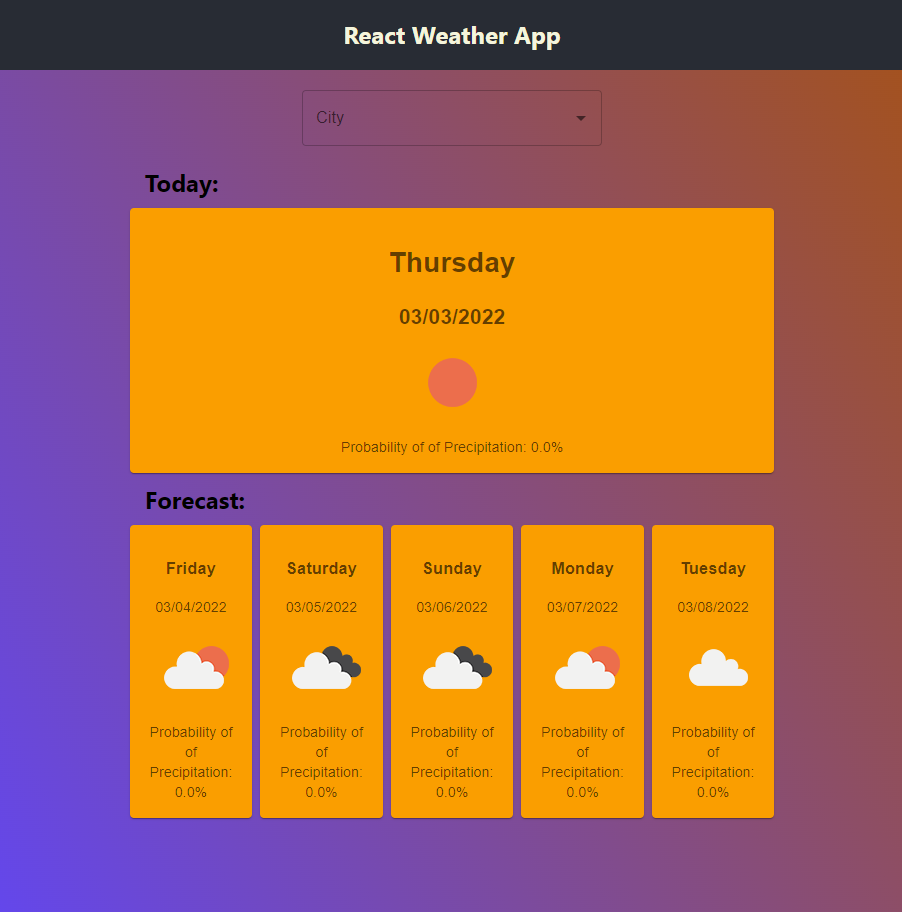 React Weather App
City
Today:
Thursday
03/03/2022
Probability of of Precipitation: 0.0%
Forecast:
Friday
03/04/2022
Probability of
of
Precipitation:
0.0%
Saturday
03/05/2022
Probability of
of
Precipitation:
0.0%
Sunday
03/06/2022
Probability of
of
Precipitation:
0.0%
Monday
03/07/2022
Probability of
of
Precipitation:
0.0%
Tuesday
03/08/2022
Probability of
of
Precipitation:
0.0%